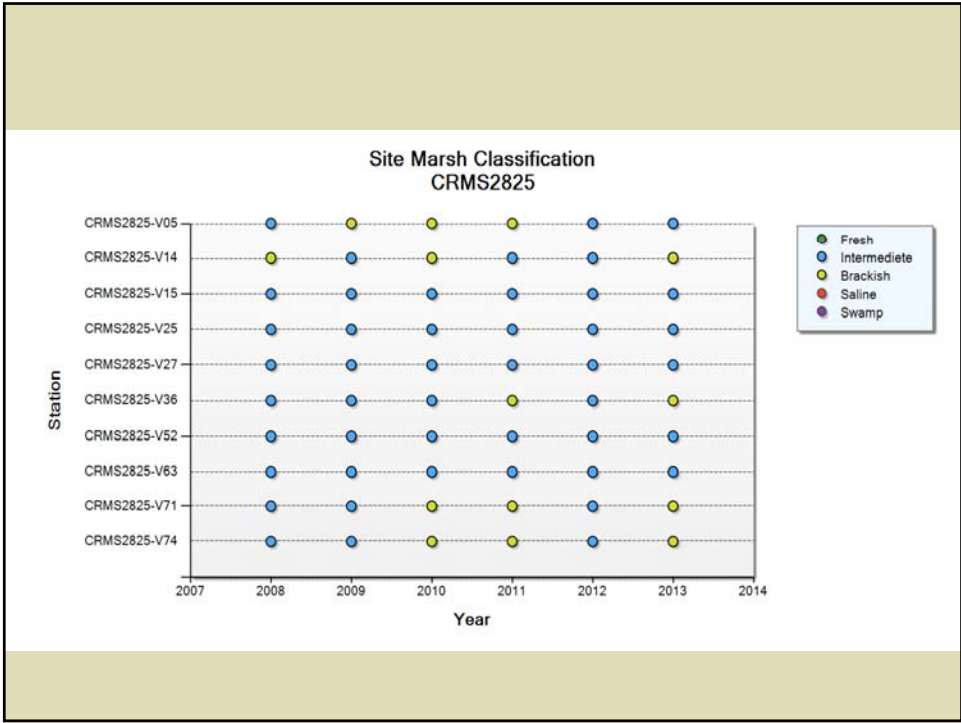 Site Marsh Classification
CRMS2825
CRMS2825-V05
CRMS2825-V14
CRMS2825-V15
CRMS2825-V25
CRMS2825-V27
CRMS2825-V36
CRMS2825-V52
CRMS2825-V63
CRMS2825-V71
CRMS2825-V74
Station
2007 2008 2009 2010 2011 2012 2013 2014
Year
Fresh
Intermediete
Brackish
Saline
Swamp